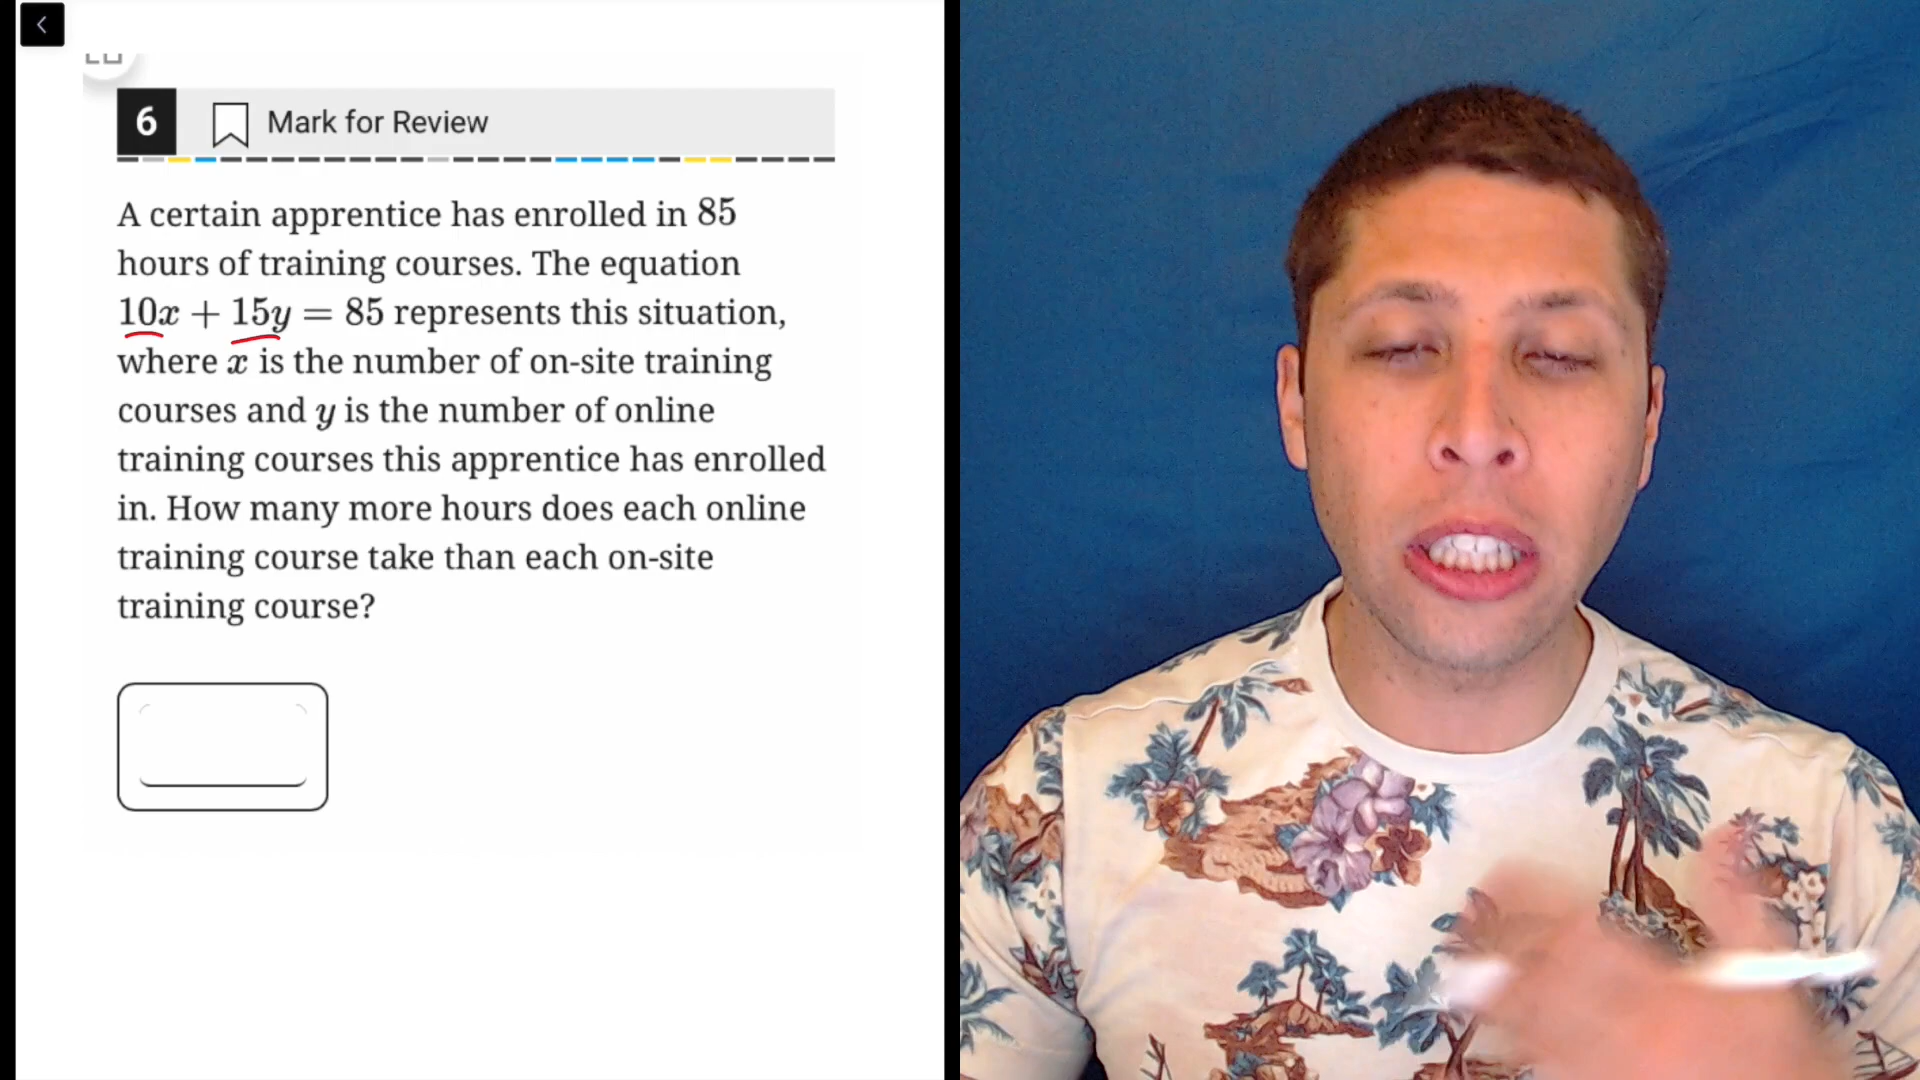 6 Mark for Review
A certain apprentice has enrolled in 85
hours of training courses. The equation
10x + 15y = 85 represents this situation,
where x is the number of on-site training
courses and y is the number of online
training courses this apprentice has enrolled
in. How many more hours does each online
training course take than each on-site
training course?